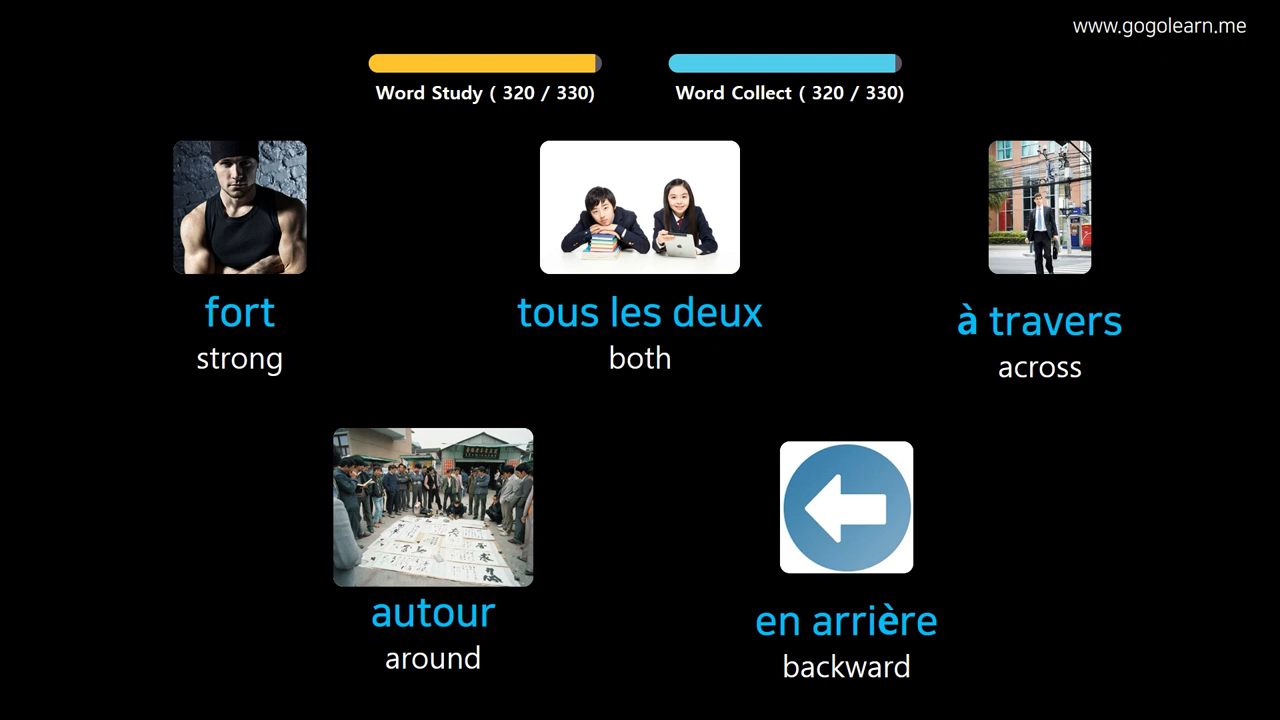 www.gogolearn.me
Word Study ( 320 / 330)
Word Collect ( 320 / 330)
fort
strong
tous les deux
both
à travers
across
autour
around
en arrière
backward